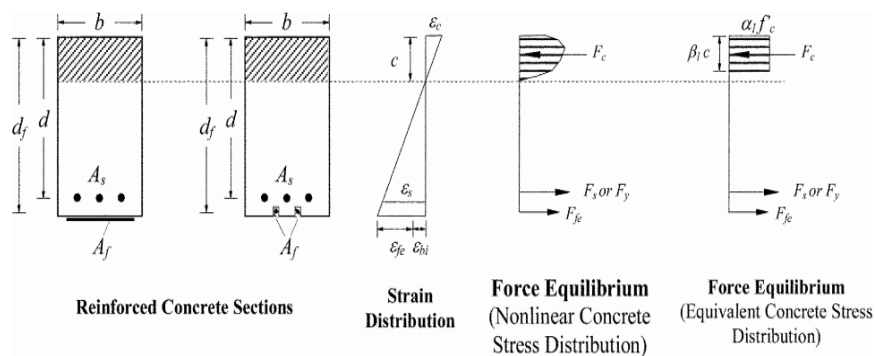 b
d_f
d
A_s
A_f
b
d_f
d
A_s
A_f
ε_c
c
ε_s
ε_fe
ε_bi
F_c
F_s or F_y
F_fe
α_1 f'_c
β_1 c
F_c
F_s or F_y
F_fe
Reinforced Concrete Sections
Strain
Distribution
Force Equilibrium
(Nonlinear Concrete
Stress Distribution)
Force Equilibrium
(Equivalent Concrete Stress
Distribution)